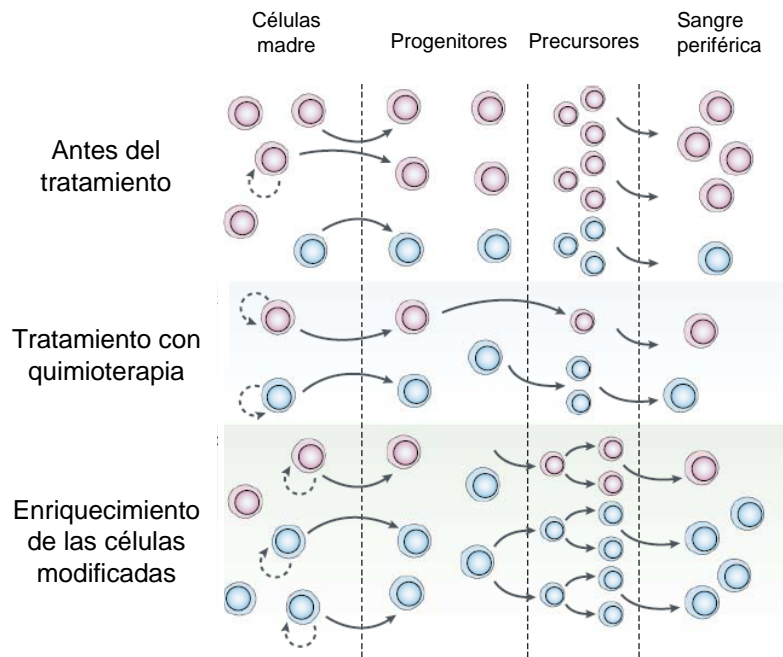 Células
madre
Progenitores
Precursores
Sangre
periférica
Antes del
tratamiento
Tratamiento con
quimioterapia
Enriquecimiento
de las células
modificadas